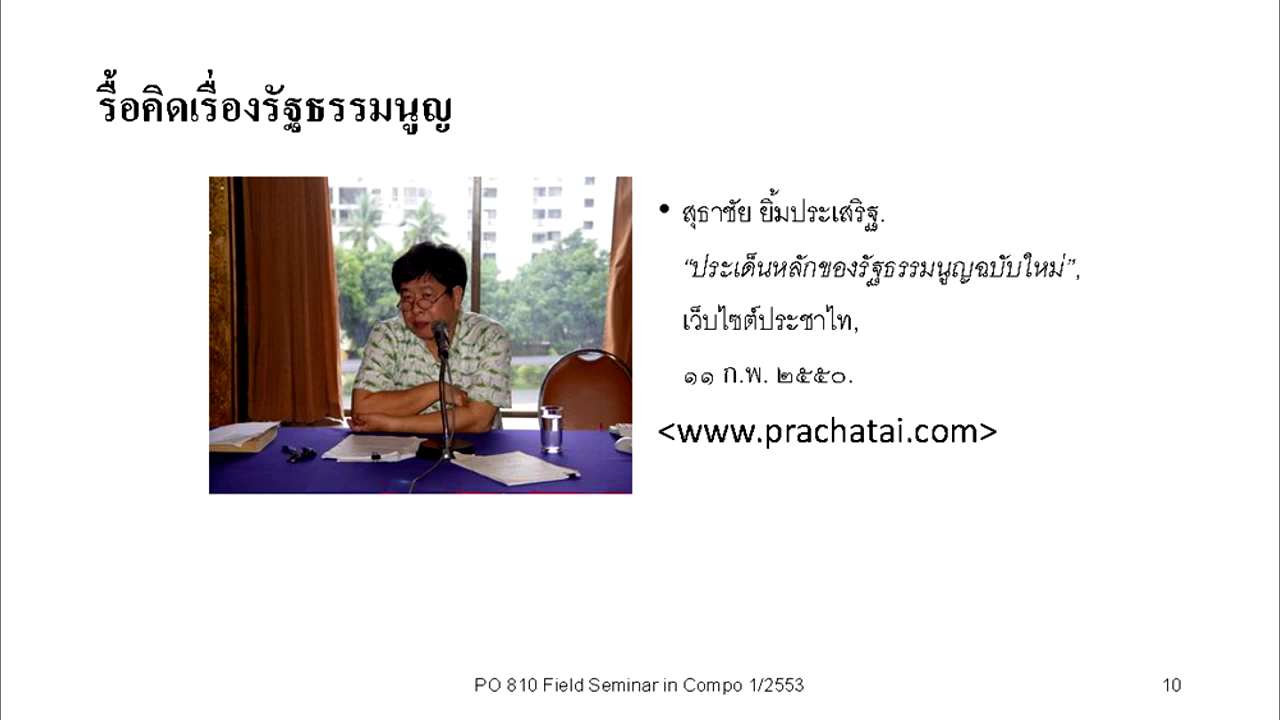 รื้อคิดเรื่องรัฐธรรมนูญ
• สุธาชัย ยิ้มประเสริฐ.
“ประเด็นหลักของรัฐธรรมนูญฉบับใหม่”,
เว็บไซต์ประชาไท,
๑๑ ก.พ. ๒๕๕๐.
<www.prachatai.com>
PO 810 Field Seminar in Compo 1/2553
10